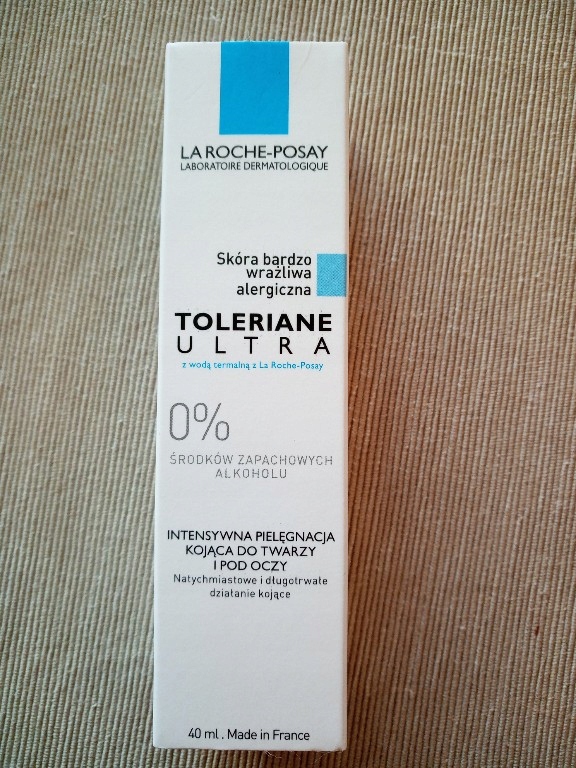 LA ROCHE-POSAY
LABORATOIRE DERMATOLOGIQUE
Skóra bardzo
wrażliwa
alergiczna
TOLERIANE
ULTRA
z wodą termalną z La Roche-Posay
0%
ŚRODKÓW ZAPACHOWYCH
ALKOHOLU
INTENSYWNA PIELĘGNACJA
KOJĄCA DO TWARZY
I POD OCZY
Natychmiastowe i długotrwałe
działanie kojące
40 ml . Made in France